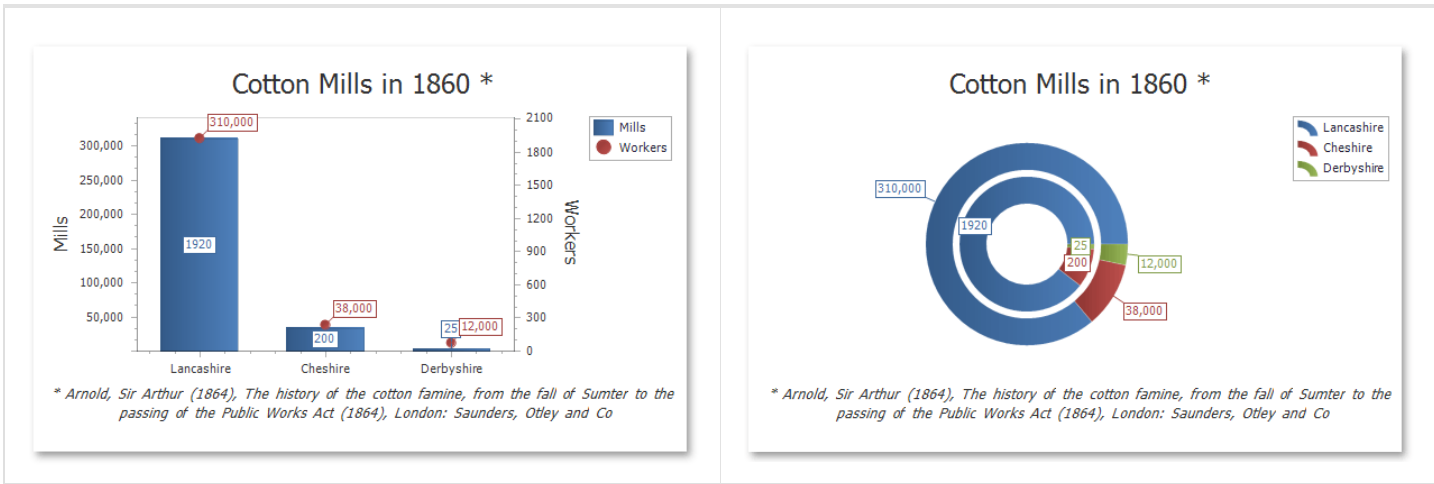 Cotton Mills in 1860 *
Mills
Workers
310,000
300,000
250,000
200,000
150,000
100,000
50,000
Mills
1920
38,000
200
25
12,000
2100
1800
1500
1200
900
600
300
0
Workers
Lancashire
Cheshire
Derbyshire
* Arnold, Sir Arthur (1864), The history of the cotton famine, from the fall of Sumter to the
passing of the Public Works Act (1864), London: Saunders, Otley and Co
Cotton Mills in 1860 *
Lancashire
Cheshire
Derbyshire
310,000
1920
25
200
12,000
38,000
* Arnold, Sir Arthur (1864), The history of the cotton famine, from the fall of Sumter to the
passing of the Public Works Act (1864), London: Saunders, Otley and Co